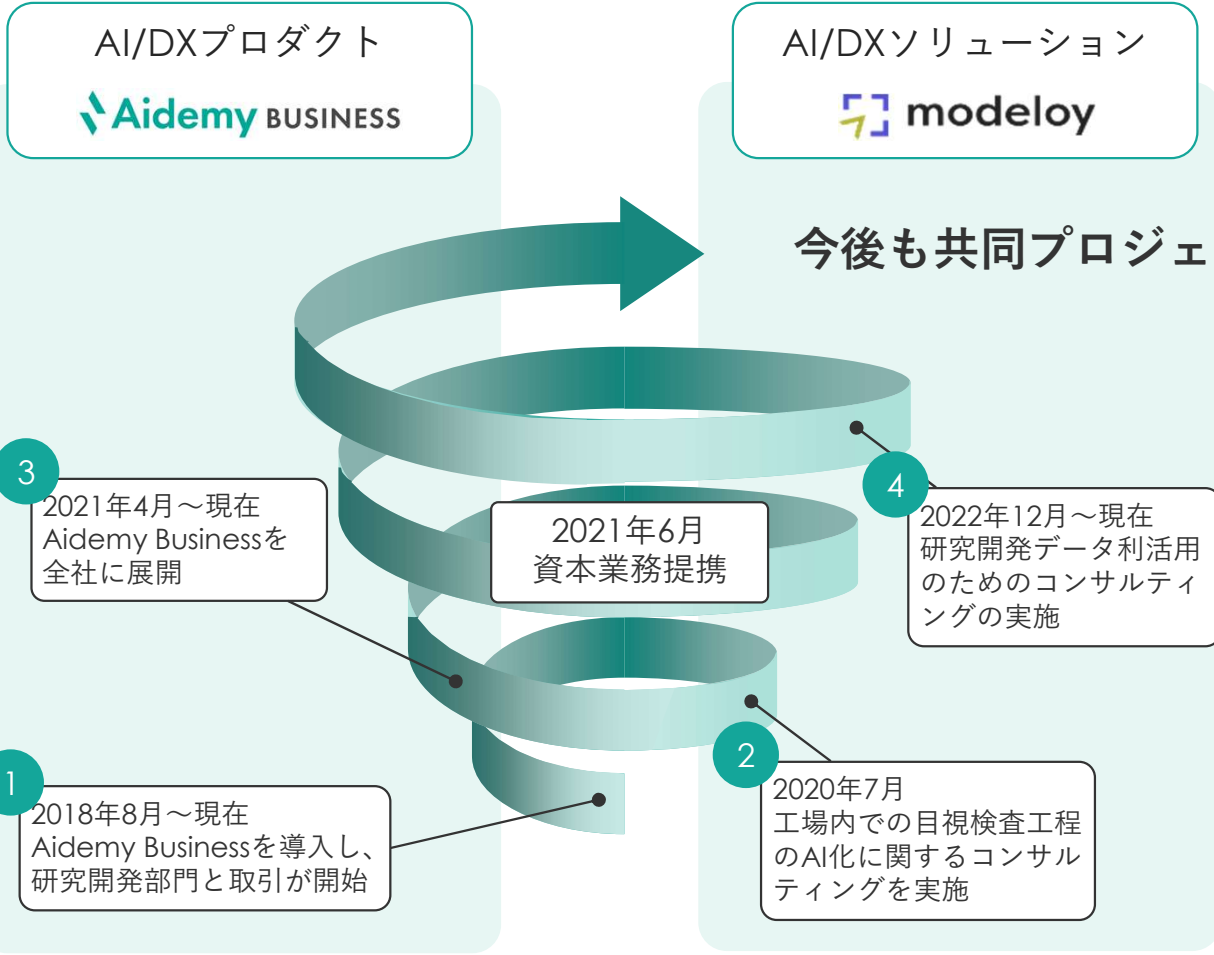 AI/DXプロダクト
Aidemy BUSINESS
AI/DXソリューション
modeloy
今後も共同プロジェ
3
2021年4月～現在
Aidemy Businessを
全社に展開
2021年6月
資本業務提携
4
2022年12月～現在
研究開発データ利活用
のためのコンサルティ
ングの実施
1
2018年8月～現在
Aidemy Businessを導入し、
研究開発部門と取引が開始
2
2020年7月
工場内での目視検査工程
のAI化に関するコンサル
ティングを実施